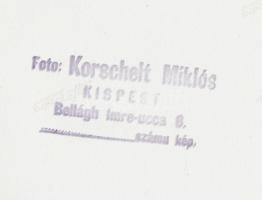 Foto: Korschelt Miklós
KISPEST
Bellágh Imre-ucca 6.
számu kép.